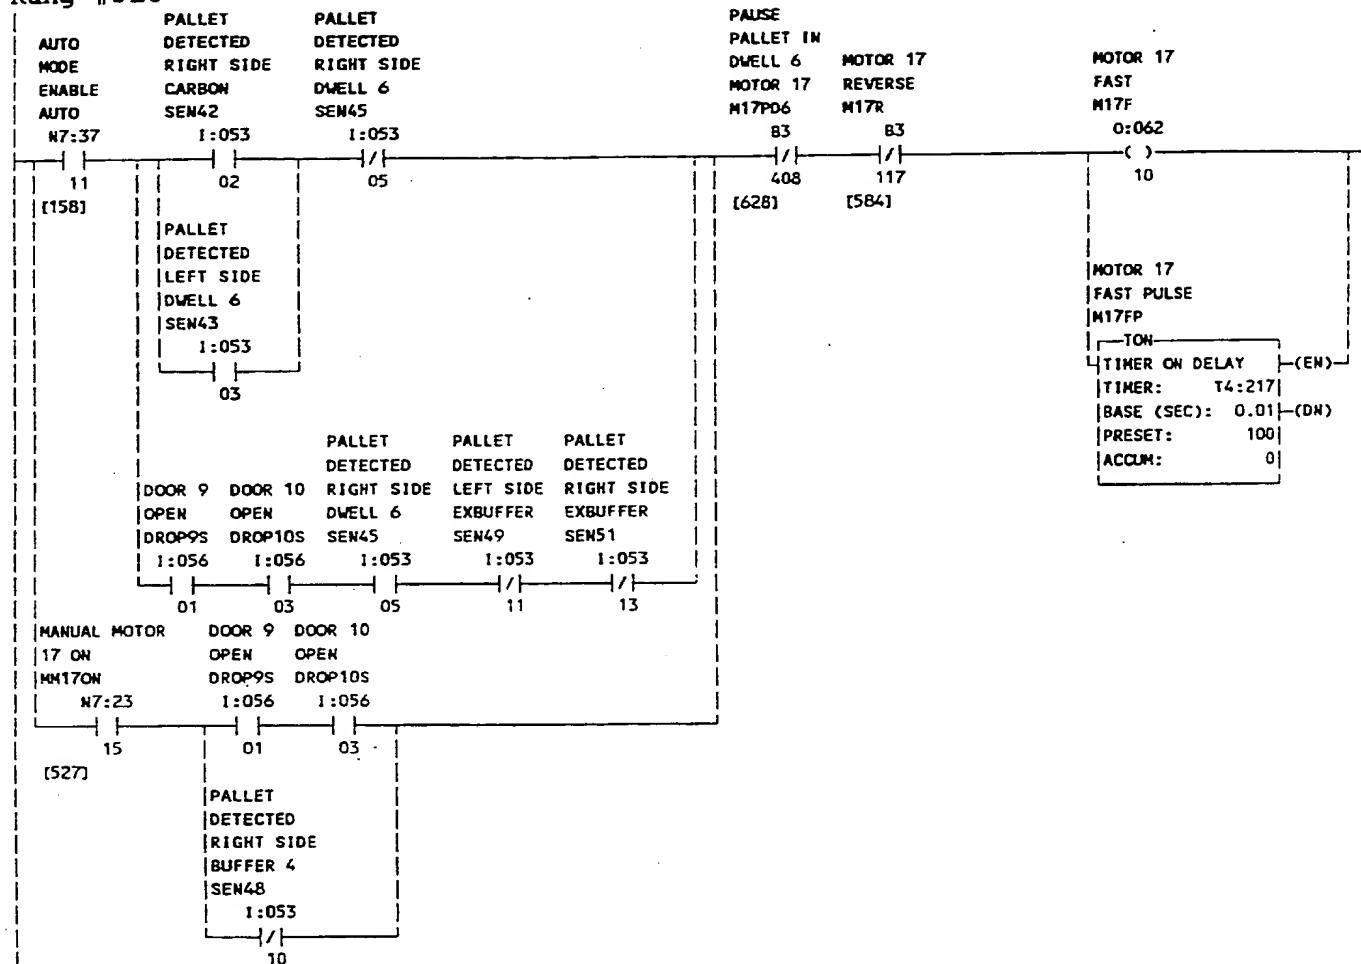 PALLET PALLET PAUSE
AUTO DETECTED DETECTED PALLET IN
MODE RIGHT SIDE RIGHT SIDE DWELL 6 MOTOR 17 MOTOR 17
ENABLE CARBON DWELL 6 MOTOR 17 REVERSE FAST
AUTO SEN42 SEN45 M17PD6 M17R M17F
N7:37 I:053 I:053 B3 B3 O:062
11 02 05 408 117 10
[158] [628] [584]
PALLET
DETECTED
LEFT SIDE
DWELL 6
SEN43
I:053
03
MOTOR 17
FAST PULSE
M17FP
TON
TIMER ON DELAY (EN)
TIMER: T4:217
BASE (SEC): 0.01 (DN)
PRESET: 100
ACCUM: 0
PALLET PALLET PALLET
DETECTED DETECTED DETECTED
DOOR 9 DOOR 10 RIGHT SIDE LEFT SIDE RIGHT SIDE
OPEN OPEN DWELL 6 EXBUFFER EXBUFFER
DROP9S DROP10S SEN45 SEN49 SEN51
I:056 I:056 I:053 I:053 I:053
01 03 05 11 13
MANUAL MOTOR DOOR 9 DOOR 10
17 ON OPEN OPEN
MM17ON DROP9S DROP10S
N7:23 I:056 I:056
15 01 03
[527]
PALLET
DETECTED
RIGHT SIDE
BUFFER 4
SEN48
I:053
10